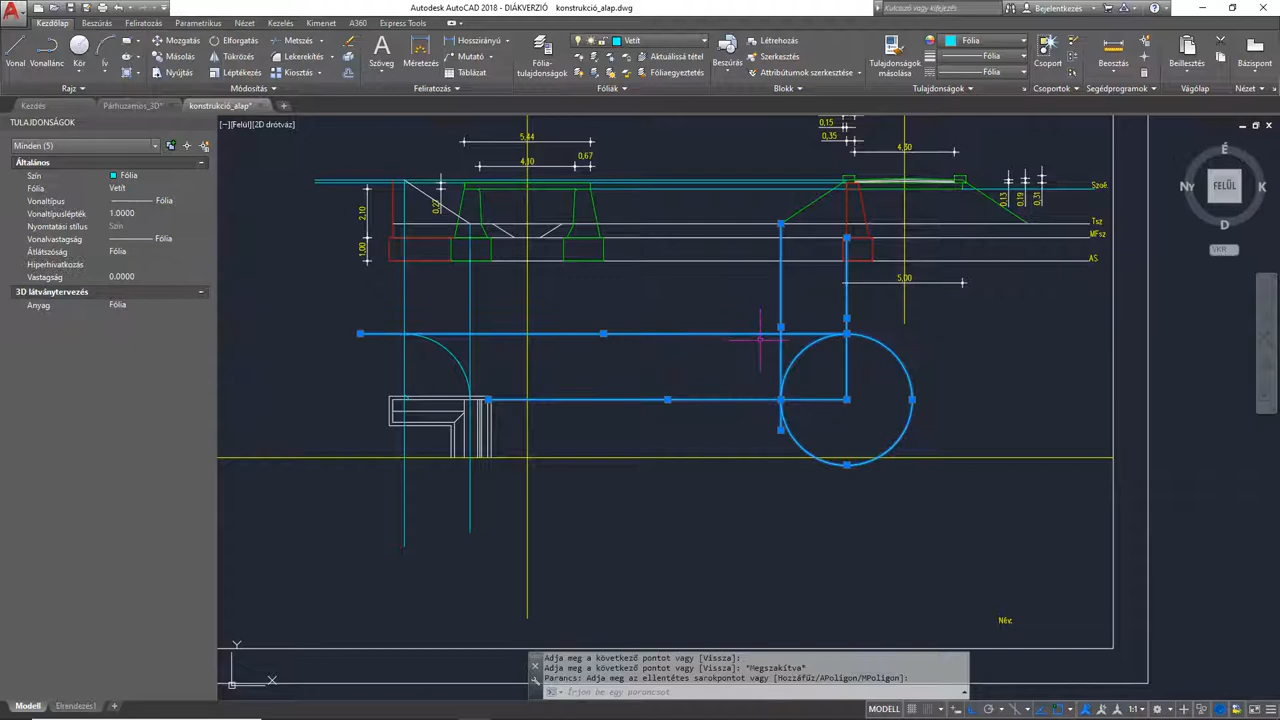 Autodesk AutoCAD 2018 - DIÁKVERZIÓ konstrukció_alap.dwg
Kulcsszó vagy kifejezés
Bejelentkezés
Kezdőlap Beszúrás Feliratozás Parametrikus Nézet Kezelés Kimenet A360 Express Tools
Vonal Vonallánc Kör Ív
Mozgatás Elforgatás Metszés
Másolás Tükrözés Lekerekítés
Nyújtás Léptékezés Kiosztás
Szöveg Méretezés
Hosszirányú
Mutató
Táblázat
Fólia-
tulajdonságok
Vetít
Aktuálissá tétel
Fóliaegyeztetés
Beszúrás
Létrehozás
Szerkesztés
Attribútumok szerkesztése
Tulajdonságok
másolása
Fólia
Fólia
Fólia
Csoport
Beosztás
Beillesztés
Bázispont
Rajz Módosítás Feliratozás Fóliák Blokk Tulajdonságok Csoportok Segédprogramok Vágólap Nézet
Kezdés Párhuzamos_3D* konstrukció_alap*
TULAJDONSÁGOK
Minden (5)
Általános
Szín Fólia
Fólia Vetít
Vonaltípus Fólia
Vonaltípuslépték 1.0000
Nyomtatási stílus Szín
Vonalvastagság Fólia
Átlátszóság Fólia
Hiperhivatkozás
Vastagság 0.0000
3D látványtervezés
Anyag Fólia
[−][Felül][2D drótváz]
5,44
4,10
0,67
0,15
0,35
2,10
1,00
5,00
0,13
0,19
0,31
Tsz
MFsz
AS
É
Ny FELÜL K
D
SKR
Név:
Y
X
Adja meg a következő pontot vagy [Vissza]:
Adja meg a következő pontot vagy [Vissza]: *Megszakítva*
Parancs: Adja meg az ellentétes sarokpontot vagy [Hozzáfűz/APoligon/MPoligon]:
Írjon be egy parancsot
Modell Elrendezés1
MODELL
1:1